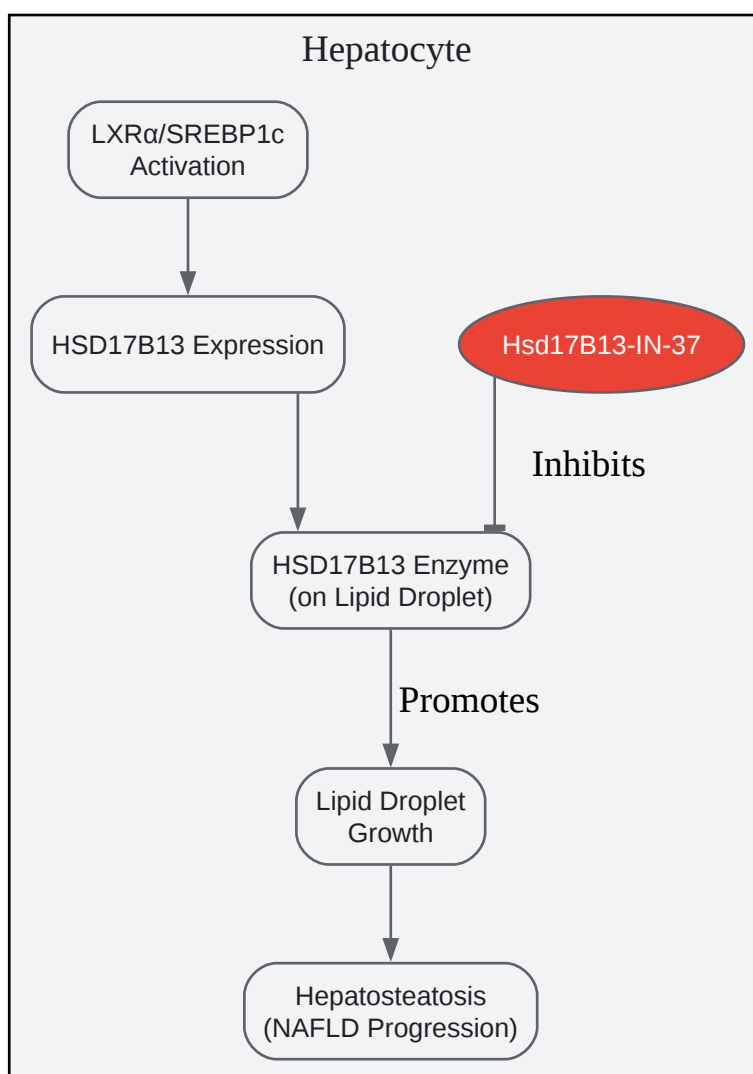 Hepatocyte
LXRα/SREBP1c
Activation
HSD17B13 Expression
Hsd17B13-IN-37
Inhibits
HSD17B13 Enzyme
(on Lipid Droplet)
Promotes
Lipid Droplet
Growth
Hepatosteatosis
(NAFLD Progression)